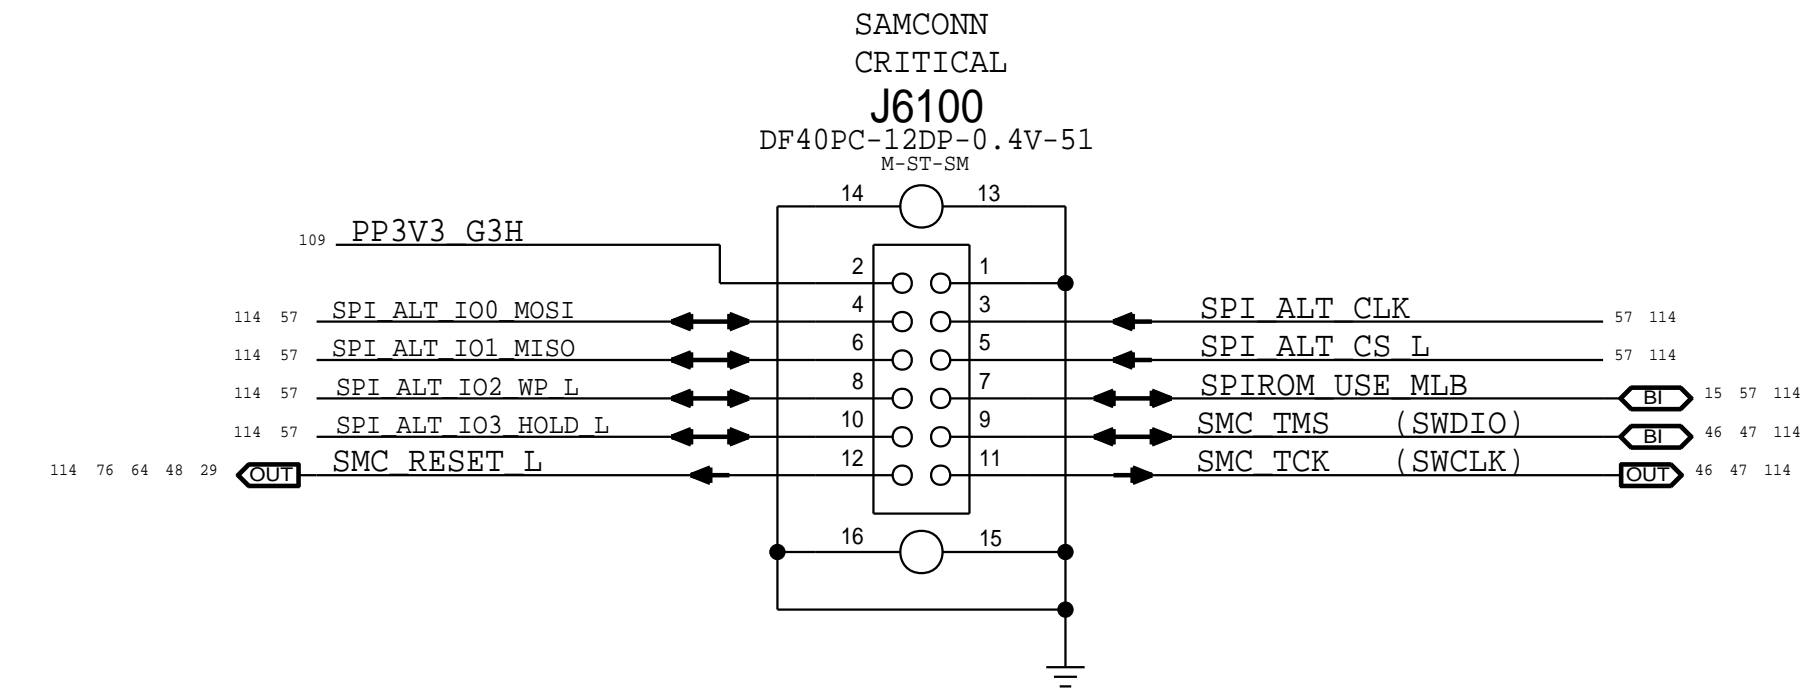 SAMCONN
CRITICAL
J6100
DF40PC-12DP-0.4V-51
M-ST-SM
14 13
109 PP3V3_G3H
2 1
114 57 SPI_ALT_IO0_MOSI 4 3 SPI_ALT_CLK 57 114
114 57 SPI_ALT_IO1_MISO 6 5 SPI_ALT_CS_L 57 114
114 57 SPI_ALT_IO2_WP_L 8 7 SPIROM_USE_MLB BI 15 57 114
114 57 SPI_ALT_IO3_HOLD_L 10 9 SMC_TMS (SWDIO) BI 46 47 114
114 76 64 48 29 OUT SMC_RESET_L 12 11 SMC_TCK (SWCLK) OUT 46 47 114
16 15